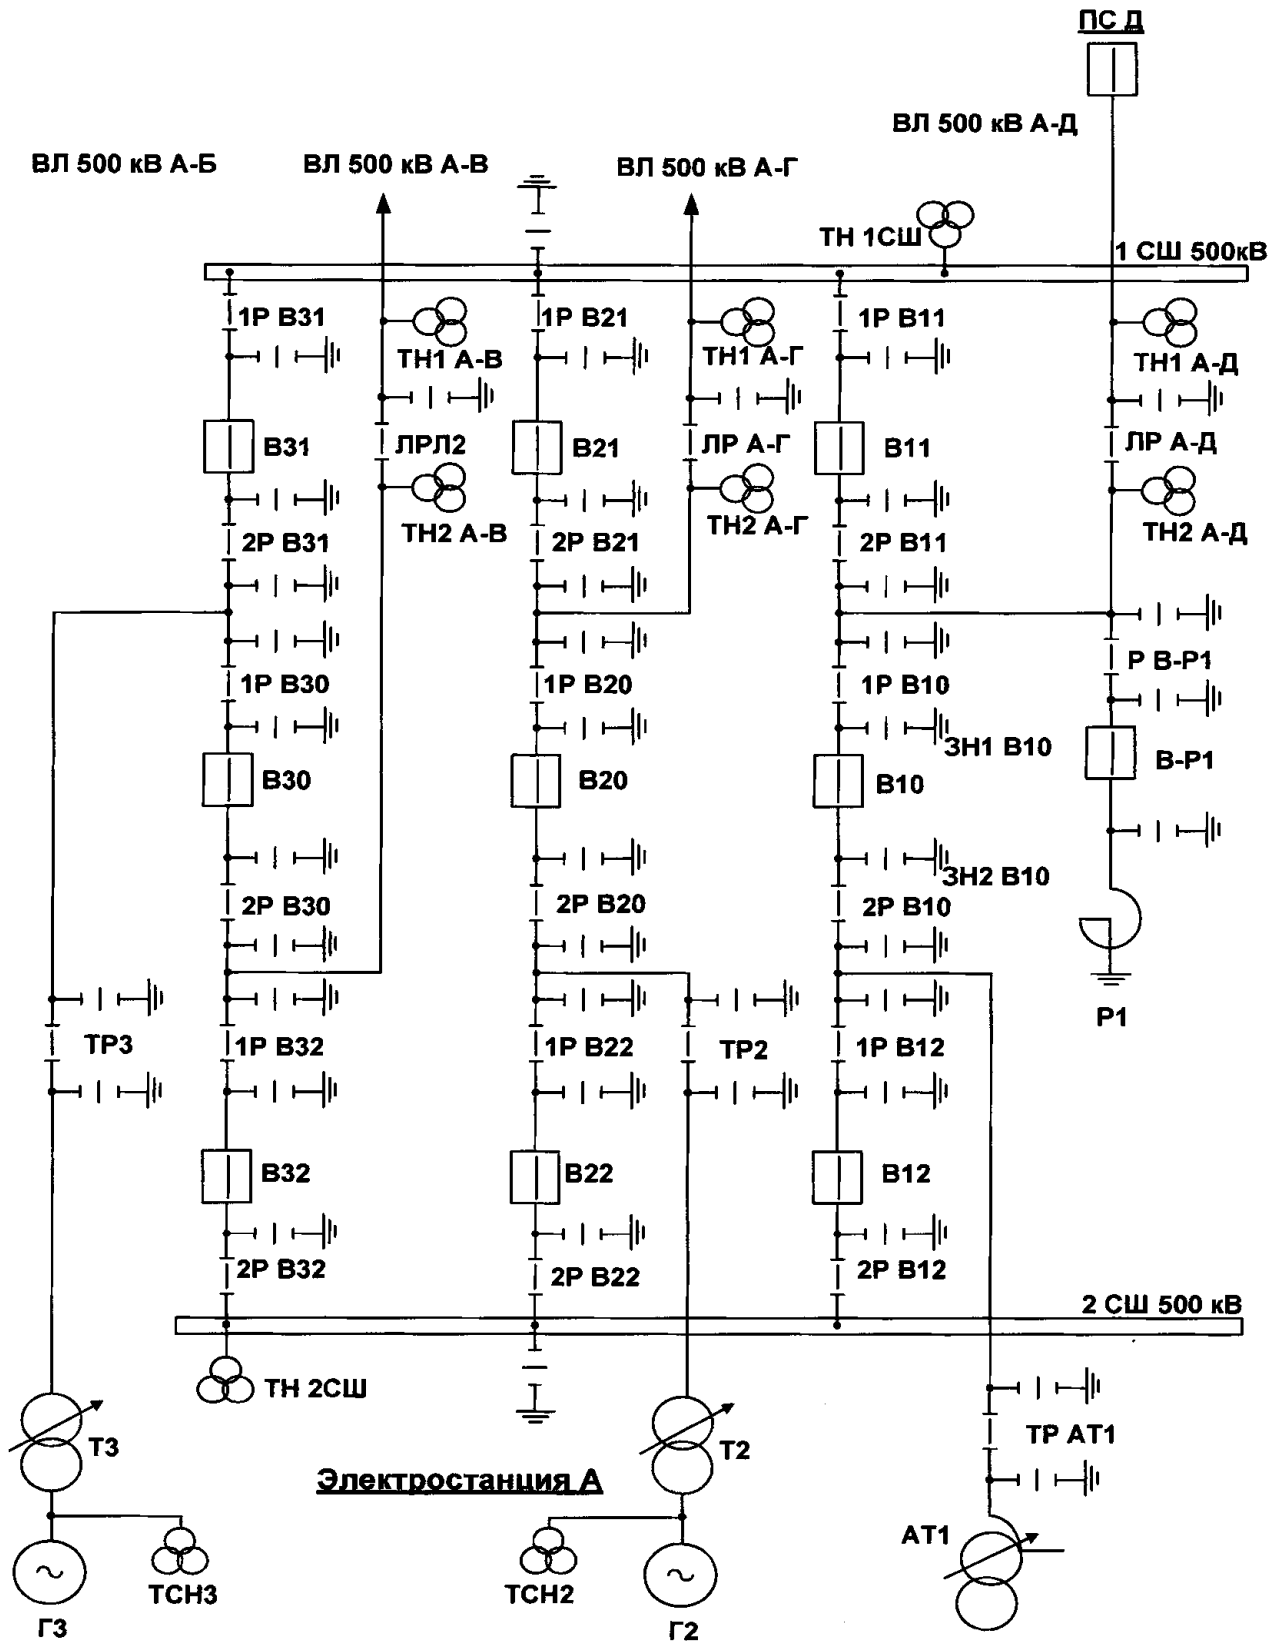 ПС Д
ВЛ 500 кВ А-Д
ВЛ 500 кВ А-Б
ВЛ 500 кВ А-В
ВЛ 500 кВ А-Г
ТН 1СШ
1 СШ 500кВ
1Р В31
1Р В21
1Р В11
ТН1 А-В
ТН1 А-Г
ТН1 А-Д
В31
ЛРЛ2
В21
ЛР А-Г
В11
ЛР А-Д
ТН2 А-В
ТН2 А-Г
ТН2 А-Д
2Р В31
2Р В21
2Р В11
Р В-Р1
1Р В30
1Р В20
1Р В10
ЗН1 В10
В-Р1
В30
В20
В10
ЗН2 В10
2Р В30
2Р В20
2Р В10
Р1
ТР3
1Р В32
1Р В22
ТР2
1Р В12
В32
В22
В12
2Р В32
2Р В22
2Р В12
2 СШ 500 кВ
ТН 2СШ
Т3
Т2
ТР АТ1
Электростанция А
АТ1
ТСН3
ТСН2
Г3
Г2
~
~